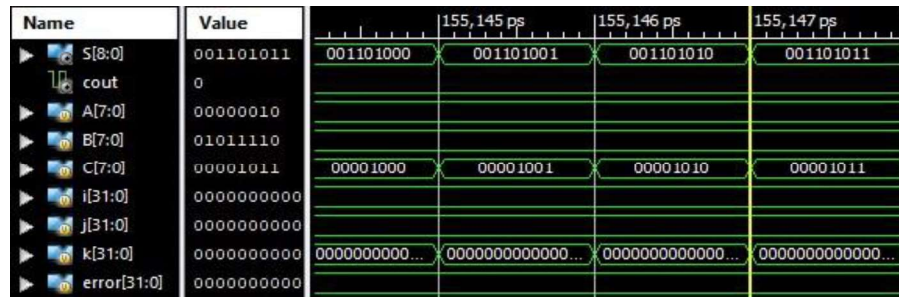 Name Value 155,145 ps 155,146 ps 155,147 ps
S[8:0] 001101011 001101000 001101001 001101010 001101011
cout 0
A[7:0] 00000010
B[7:0] 01011110
C[7:0] 00001011 00001000 00001001 00001010 00001011
i[31:0] 0000000000
j[31:0] 0000000000
k[31:0] 0000000000 0000000000... 0000000000000... 0000000000000... 0000000000000...
error[31:0] 0000000000